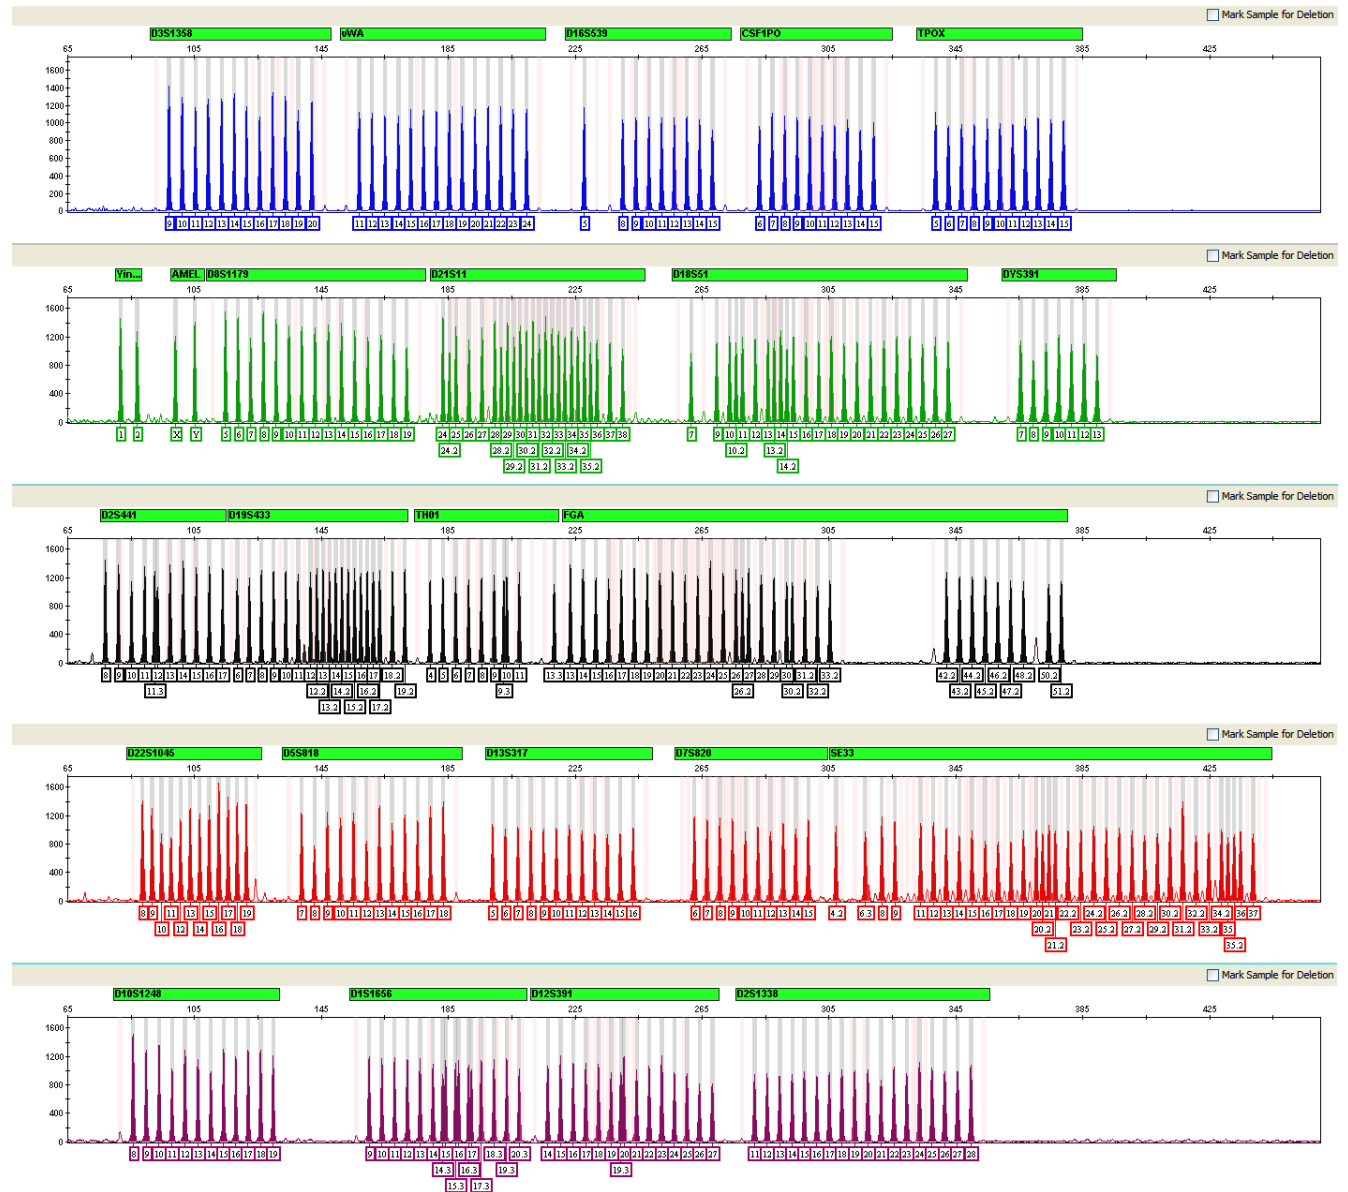 Mark Sample for Deletion
D3S1358 vWA D16S539 CSF1PO TPOX
65 105 145 185 225 265 305 345 385 425
1600
1400
1200
1000
800
600
400
200
0
9 10 11 12 13 14 15 16 17 18 19 20 11 12 13 14 15 16 17 18 19 20 21 22 23 24 5 8 9 10 11 12 13 14 15 6 7 8 9 10 11 12 13 14 15 5 6 7 8 9 10 11 12 13 14 15
Mark Sample for Deletion
Yin... AMEL D8S1179 D21S11 D18S51 DYS391
65 105 145 185 225 265 305 345 385 425
1600
1200
800
400
0
1 2 X Y 5 6 7 8 9 10 11 12 13 14 15 16 17 18 19 24 25 26 27 28 29 30 31 32 33 34 35 36 37 38 7 9 10 11 12 13 14 15 16 17 18 19 20 21 22 23 24 25 26 27 7 8 9 10 11 12 13
24.2 28.2 30.2 32.2 34.2 10.2 13.2
29.2 31.2 33.2 35.2 14.2
Mark Sample for Deletion
D2S441 D19S433 TH01 FGA
65 105 145 185 225 265 305 345 385 425
1600
1200
800
400
0
8 9 10 11 12 13 14 15 16 17 6 7 8 9 10 11 12 13 14 15 16 17 18.2 4 5 6 7 8 9 10 11 13.3 13 14 15 16 17 18 19 20 21 22 23 24 25 26 27 28 29 30 31.2 33.2 42.2 44.2 46.2 48.2 50.2
11.3 12.2 14.2 16.2 19.2 9.3 26.2 30.2 32.2 43.2 45.2 47.2 51.2
13.2 15.2 17.2
Mark Sample for Deletion
D22S1045 D5S818 D13S317 D7S820 SE33
65 105 145 185 225 265 305 345 385 425
1600
1200
800
400
0
8 9 11 13 15 17 19 7 8 9 10 11 12 13 14 15 16 17 18 5 6 7 8 9 10 11 12 13 14 15 16 6 7 8 9 10 11 12 13 14 15 4.2 6.3 8 9 11 12 13 14 15 16 17 18 19 20 21 22.2 24.2 26.2 28.2 30.2 32.2 34.2 36 37
10 12 14 16 18 20.2 23.2 25.2 27.2 29.2 31.2 33.2 35
21.2 35.2
Mark Sample for Deletion
D10S1248 D1S1656 D12S391 D2S1338
65 105 145 185 225 265 305 345 385 425
1600
1200
800
400
0
8 9 10 11 12 13 14 15 16 17 18 19 9 10 11 12 13 14 15 16 17 18.3 20.3 14 15 16 17 18 19 20 21 22 23 24 25 26 27 11 12 13 14 15 16 17 18 19 20 21 22 23 24 25 26 27 28
14.3 16.3 19.3 19.3
15.3 17.3